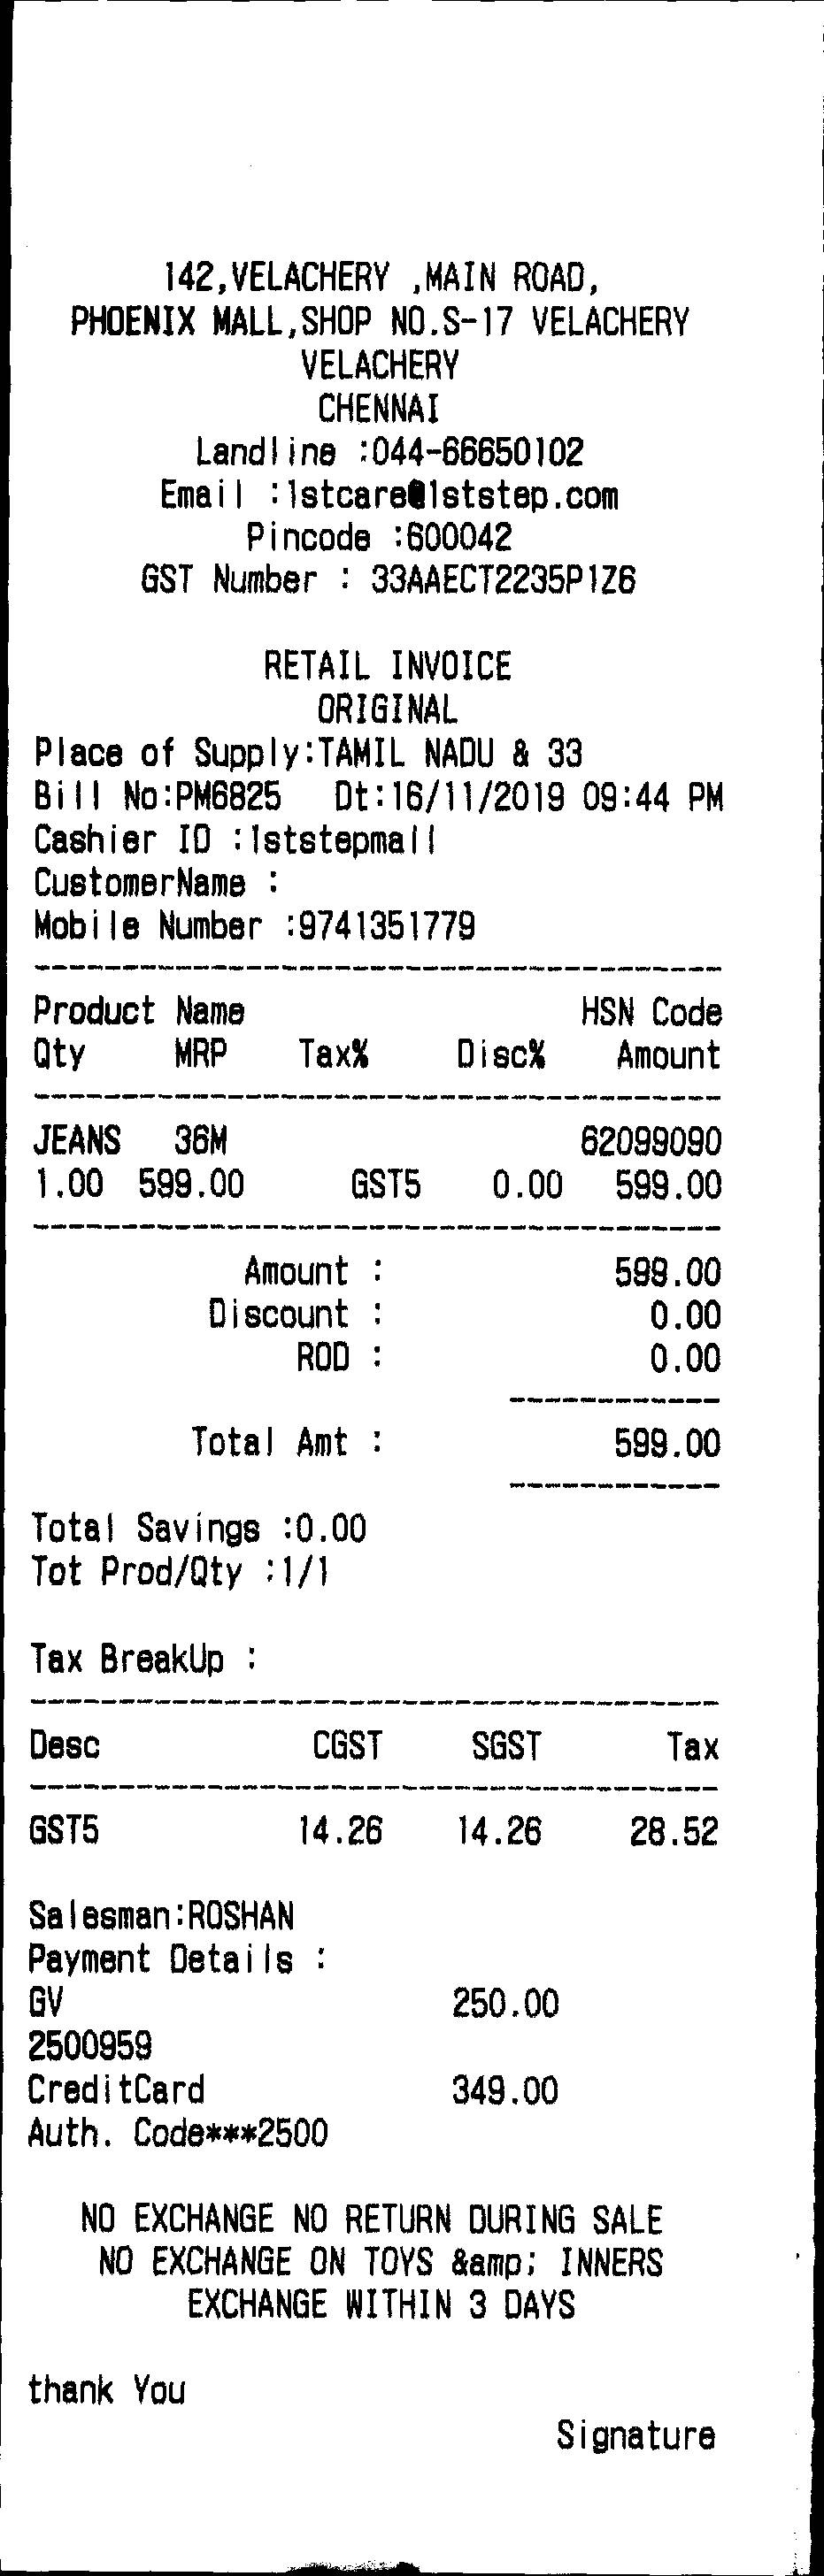 142,VELACHERY ,MAIN ROAD,
PHOENIX MALL,SHOP NO.S-17 VELACHERY
VELACHERY
CHENNAI
Landline :044-66650102
Email :1stcare@1ststep.com
Pincode :600042
GST Number : 33AAECT2235P1Z6
RETAIL INVOICE
ORIGINAL
Place of Supply:TAMIL NADU & 33
Bill No:PM6825 Dt:16/11/2019 09:44 PM
Cashier ID :1ststepmall
CustomerName :
Mobile Number :9741351779
Product Name HSN Code
Qty MRP Tax% Disc% Amount
JEANS 36M 62099090
1.00 599.00 GST5 0.00 599.00
Amount : 599.00
Discount : 0.00
ROD : 0.00
Total Amt : 599.00
Total Savings :0.00
Tot Prod/Qty :1/1
Tax BreakUp :
Desc CGST SGST Tax
GST5 14.26 14.26 28.52
Salesman:ROSHAN
Payment Details :
GV 250.00
2500959
CreditCard 349.00
Auth. Code***2500
NO EXCHANGE NO RETURN DURING SALE
NO EXCHANGE ON TOYS &amp; INNERS
EXCHANGE WITHIN 3 DAYS
thank You
Signature